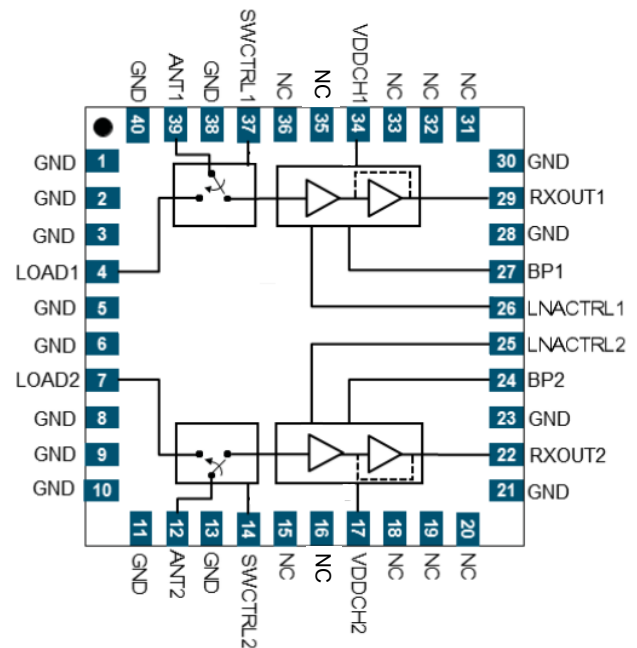 GND
ANT1
GND
SWCTRL1
NC
NC
VDDCH1
NC
NC
NC
40
39
38
37
36
35
34
33
32
31
GND 1
GND 2
GND 3
LOAD1 4
GND 5
GND 6
LOAD2 7
GND 8
GND 9
GND 10
30 GND
29 RXOUT1
28 GND
27 BP1
26 LNACTRL1
25 LNACTRL2
24 BP2
23 GND
22 RXOUT2
21 GND
11
12
13
14
15
16
17
18
19
20
GND
ANT2
GND
SWCTRL2
NC
NC
VDDCH2
NC
NC
NC